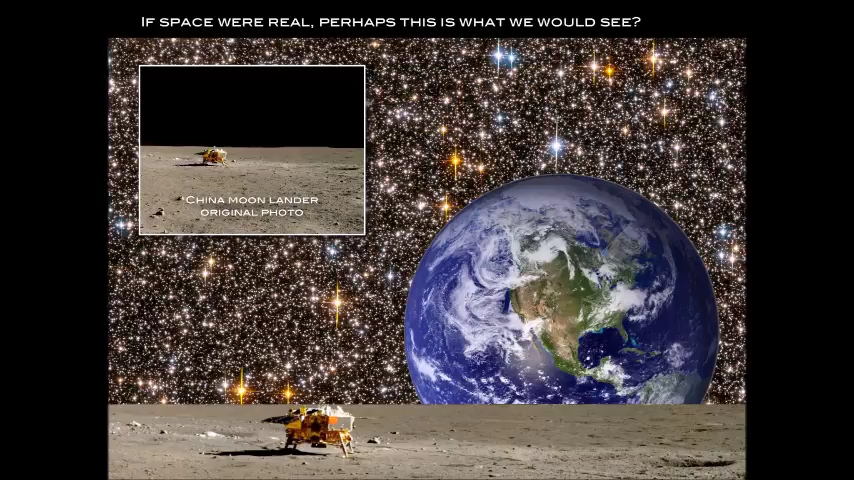 If space were real, perhaps this is what we would see?
*China moon lander
original photo